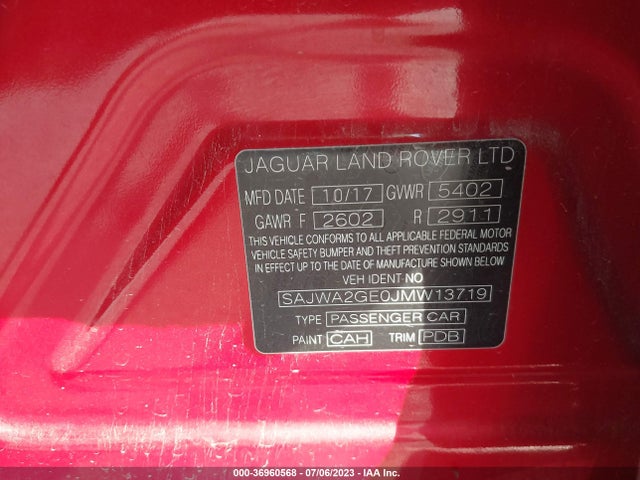 JAGUAR LAND ROVER LTD
MFD DATE 10/17 GVWR 5402
GAWR F 2602 R 2911
THIS VEHICLE CONFORMS TO ALL APPLICABLE FEDERAL MOTOR
VEHICLE SAFETY BUMPER AND THEFT PREVENTION STANDARDS
IN EFFECT UP TO THE DATE OF MANUFACTURE SHOWN BELOW
VEH IDENT NO
SAJWA2GE0JMW13719
TYPE PASSENGER CAR
PAINT CAH TRIM PDB
000-36960568 - 07/06/2023 - IAA Inc.